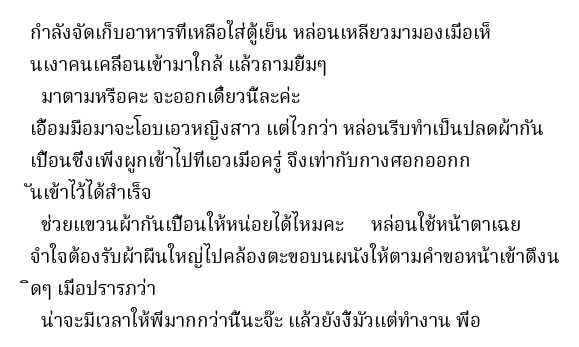 กำลังจัดเก็บอาหารที่เหลือใส่ตู้เย็น หล่อนเหลียวมามองเมื่อเห็
นเงาคนเคลื่อนเข้ามาใกล้ แล้วถามยิ้มๆ
มาตามหรือคะ จะออกเดี๋ยวนี้ละค่ะ
เอื้อมมือมาจะโอบเอวหญิงสาว แต่ไวกว่า หล่อนรีบทำเป็นปลดผ้ากัน
เปื้อนซึ่งเพิ่งผูกเข้าไปที่เอวเมื่อครู่ จึงเท่ากับกางศอกออกก
ันเข้าไว้ได้สำเร็จ
ช่วยแขวนผ้ากันเปื้อนให้หน่อยได้ไหมคะ หล่อนใช้หน้าตาเฉย
จำใจต้องรับผ้าผืนใหญ่ไปคล้องตะขอบนผนังให้ตามคำขอหน้าเข้าตึงน
ิดๆ เมื่อปรารภว่า
น่าจะมีเวลาให้พี่มากกว่านี้นะจ๊ะ แล้วยังงี้มัวแต่ทำงาน พอ